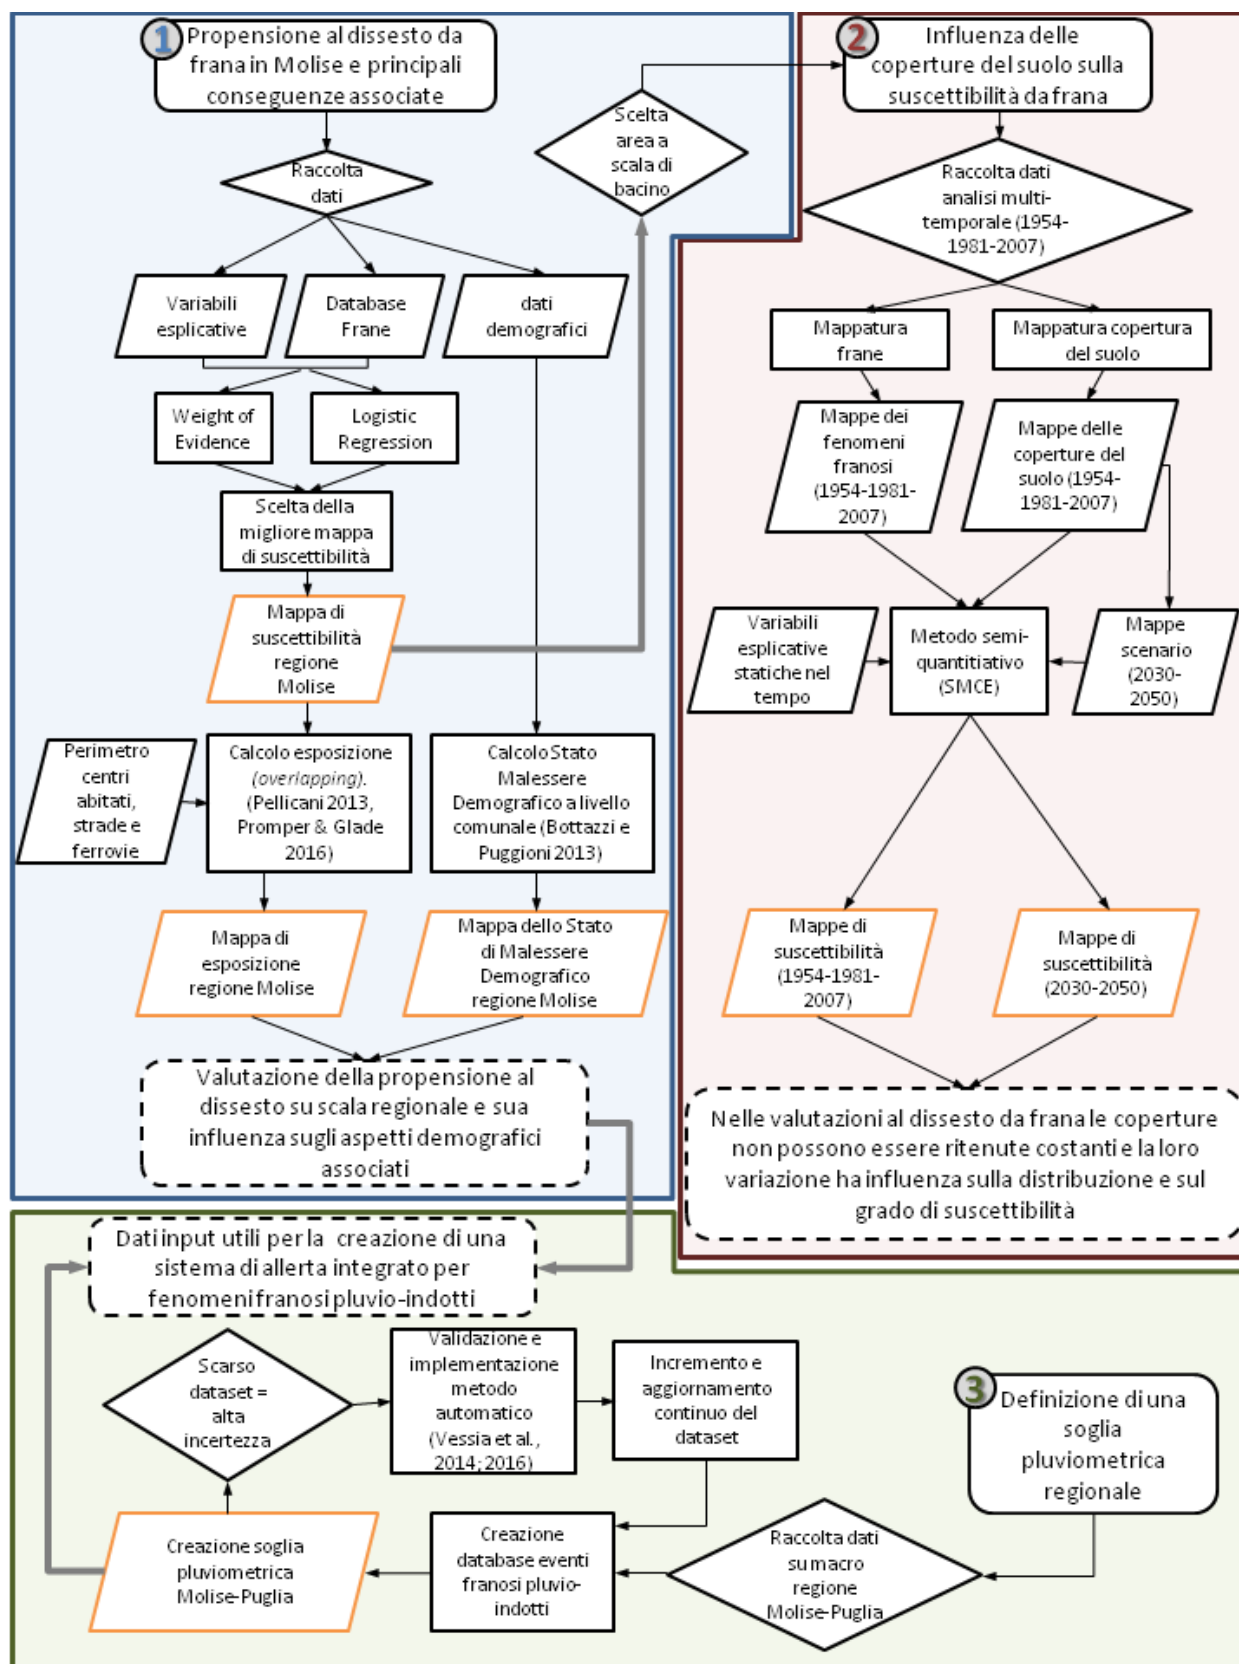 1
Propensione al dissesto da
frana in Molise e principali
conseguenze associate
Raccolta
dati
Variabili
esplicative
Database
Frane
dati
demografici
Weight of
Evidence
Logistic
Regression
Scelta della
migliore mappa
di suscettibilità
Mappa di
suscettibilità
regione
Molise
Scelta
area a
scala di
bacino
Perimetro
centri
abitati,
strade e
ferrovie
Calcolo esposizione
(overlapping).
(Pellicani 2013,
Promper & Glade
2016)
Calcolo Stato
Malessere
Demografico a livello
comunale (Bottazzi e
Puggioni 2013)
Mappa di
esposizione
regione Molise
Mappa dello Stato
di Malessere
Demografico
regione Molise
Valutazione della propensione al
dissesto su scala regionale e sua
influenza sugli aspetti demografici
associati
2
Influenza delle
coperture del suolo sulla
suscettibilità da frana
Raccolta dati
analisi multi-
temporale (1954-
1981-2007)
Mappatura
frane
Mappatura copertura
del suolo
Mappe dei
fenomeni
franosi
(1954-1981-
2007)
Mappe delle
coperture del
suolo (1954-
1981-2007)
Variabili
esplicative
statiche nel
tempo
Metodo semi-
quantitiativo
(SMCE)
Mappe
scenario
(2030-
2050)
Mappe di
suscettibilità
(1954-1981-
2007)
Mappe di
suscettibilità
(2030-2050)
Nelle valutazioni al dissesto da frana le coperture
non possono essere ritenute costanti e la loro
variazione ha influenza sulla distribuzione e sul
grado di suscettibilità
Dati input utili per la creazione di una
sistema di allerta integrato per
fenomeni franosi pluvio-indotti
Scarso
dataset =
alta
incertezza
Validazione e
implementazione
metodo
automatico
(Vessia et al.,
2014; 2016)
Incremento e
aggiornamento
continuo del
dataset
3
Definizione di una
soglia
pluviometrica
regionale
Creazione soglia
pluviometrica
Molise-Puglia
Creazione
database eventi
franosi pluvio-
indotti
Raccolta dati
su macro
regione
Molise-Puglia